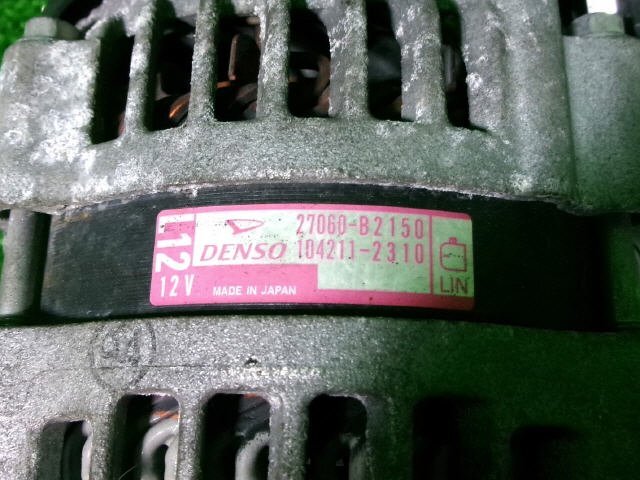 27060-B2150
DENSO 104211-2310
12
12V MADE IN JAPAN
LIN